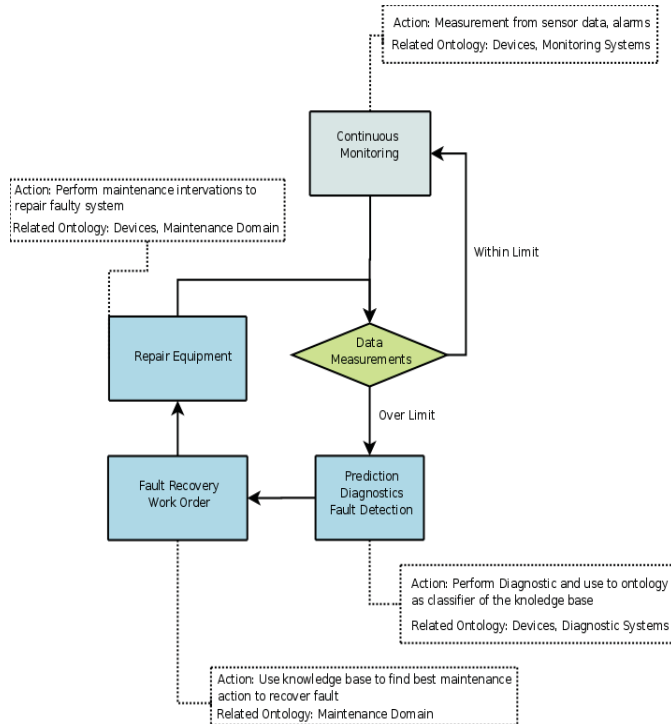 Action: Measurement from sensor data, alarms
Related Ontology: Devices, Monitoring Systems
Continuous
Monitoring
Action: Perform maintenance intervations to
repair faulty system
Related Ontology: Devices, Maintenance Domain
Within Limit
Repair Equipment
Data
Measurements
Over Limit
Fault Recovery
Work Order
Prediction
Diagnostics
Fault Detection
Action: Perform Diagnostic and use to ontology
as classifier of the knoledge base
Related Ontology: Devices, Diagnostic Systems
Action: Use knowledge base to find best maintenance
action to recover fault
Related Ontology: Maintenance Domain